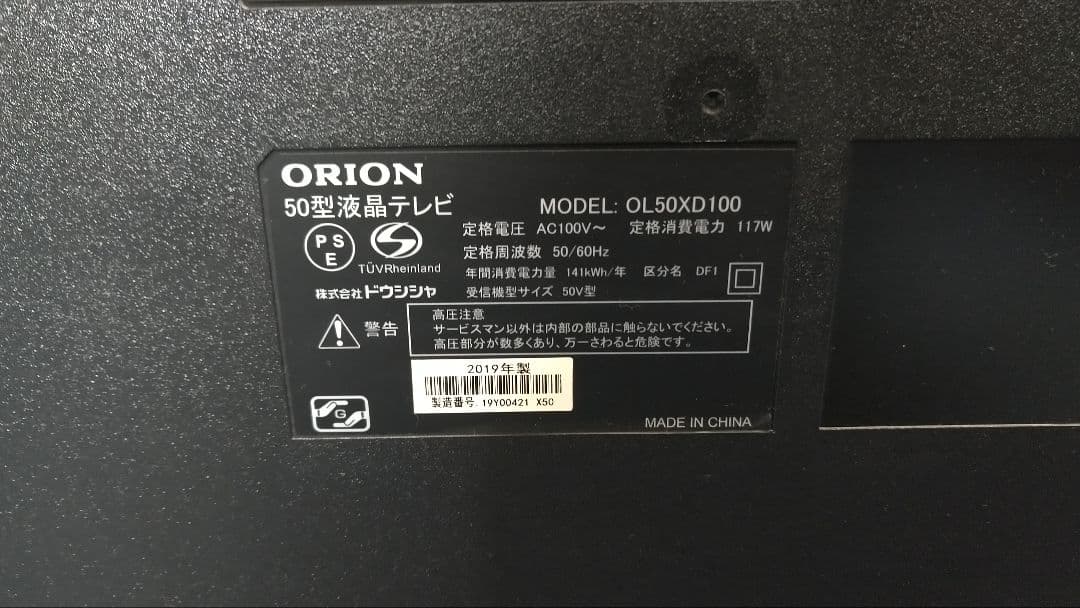 ORION
50型液晶テレビ
MODEL: OL50XD100
定格電圧 AC100V～ 定格消費電力 117W
定格周波数 50/60Hz
年間消費電力量 141kWh/年 区分名 DF1
受信機型サイズ 50V型
PS
E
TÜVRheinland
株式会社ドウシシャ
警告
高圧注意
サービスマン以外は内部の部品に触らないでください。
高圧部分が数多くあり、万一さわると危険です。
2019年製
製造番号 19Y00421 X50
G
MADE IN CHINA